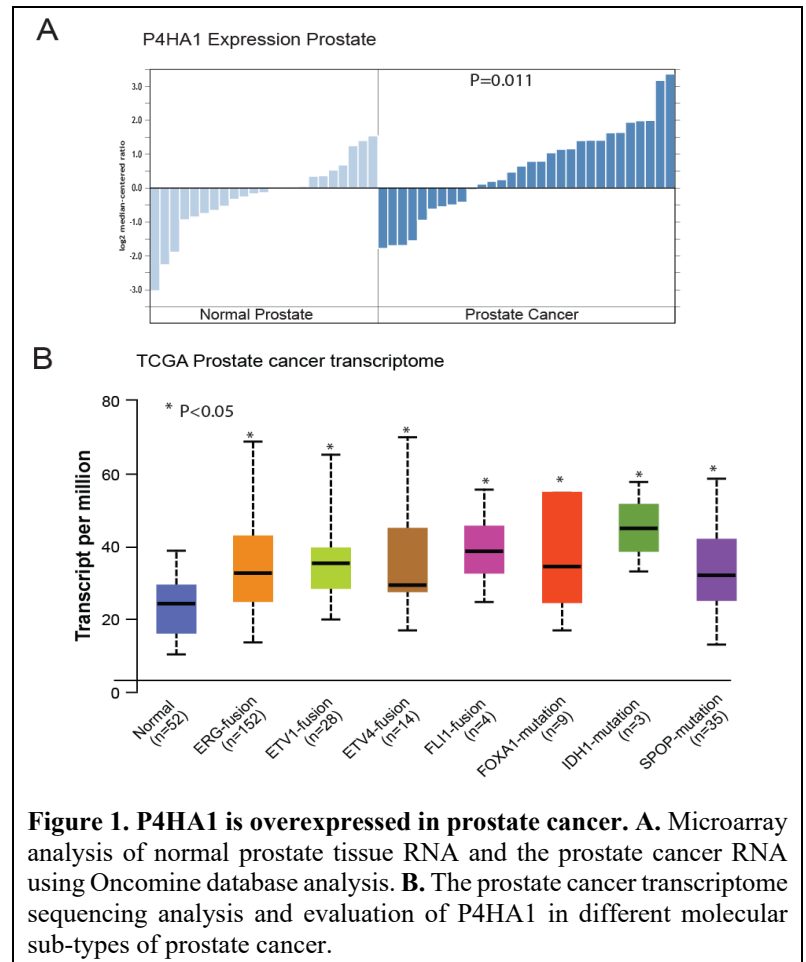 A
P4HA1 Expression Prostate
P=0.011
3.0
2.0
1.0
0.0
-1.0
-2.0
-3.0
log2 median-centered ratio
Normal Prostate
Prostate Cancer
B
TCGA Prostate cancer transcriptome
* P<0.05
80
60
40
20
0
Transcript per million
* * * * * * *
Normal
(n=52)
ERG-fusion
(n=152)
ETV1-fusion
(n=28)
ETV4-fusion
(n=14)
FLI1-fusion
(n=4)
FOXA1-mutation
(n=9)
IDH1-mutation
(n=3)
SPOP-mutation
(n=35)
Figure 1. P4HA1 is overexpressed in prostate cancer. A. Microarray
analysis of normal prostate tissue RNA and the prostate cancer RNA
using Oncomine database analysis. B. The prostate cancer transcriptome
sequencing analysis and evaluation of P4HA1 in different molecular
sub-types of prostate cancer.